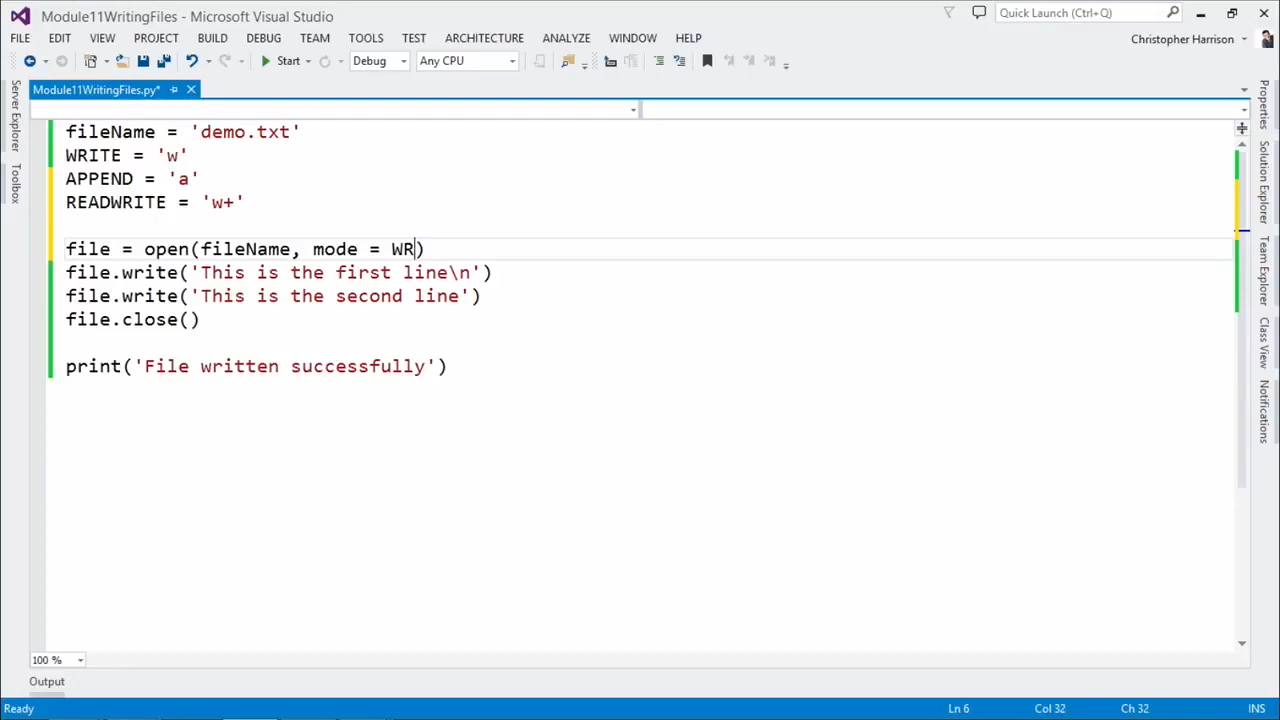 Module11WritingFiles - Microsoft Visual Studio
Quick Launch (Ctrl+Q)
FILE EDIT VIEW PROJECT BUILD DEBUG TEAM TOOLS TEST ARCHITECTURE ANALYZE WINDOW HELP
Christopher Harrison
Start Debug Any CPU
Module11WritingFiles.py*
Server Explorer
Toolbox
fileName = 'demo.txt'
WRITE = 'w'
APPEND = 'a'
READWRITE = 'w+'
file = open(fileName, mode = WR)
file.write('This is the first line\n')
file.write('This is the second line')
file.close()
print('File written successfully')
Properties
Solution Explorer
Team Explorer
Class View
Notifications
100 %
Output
Ready Ln 6 Col 32 Ch 32 INS